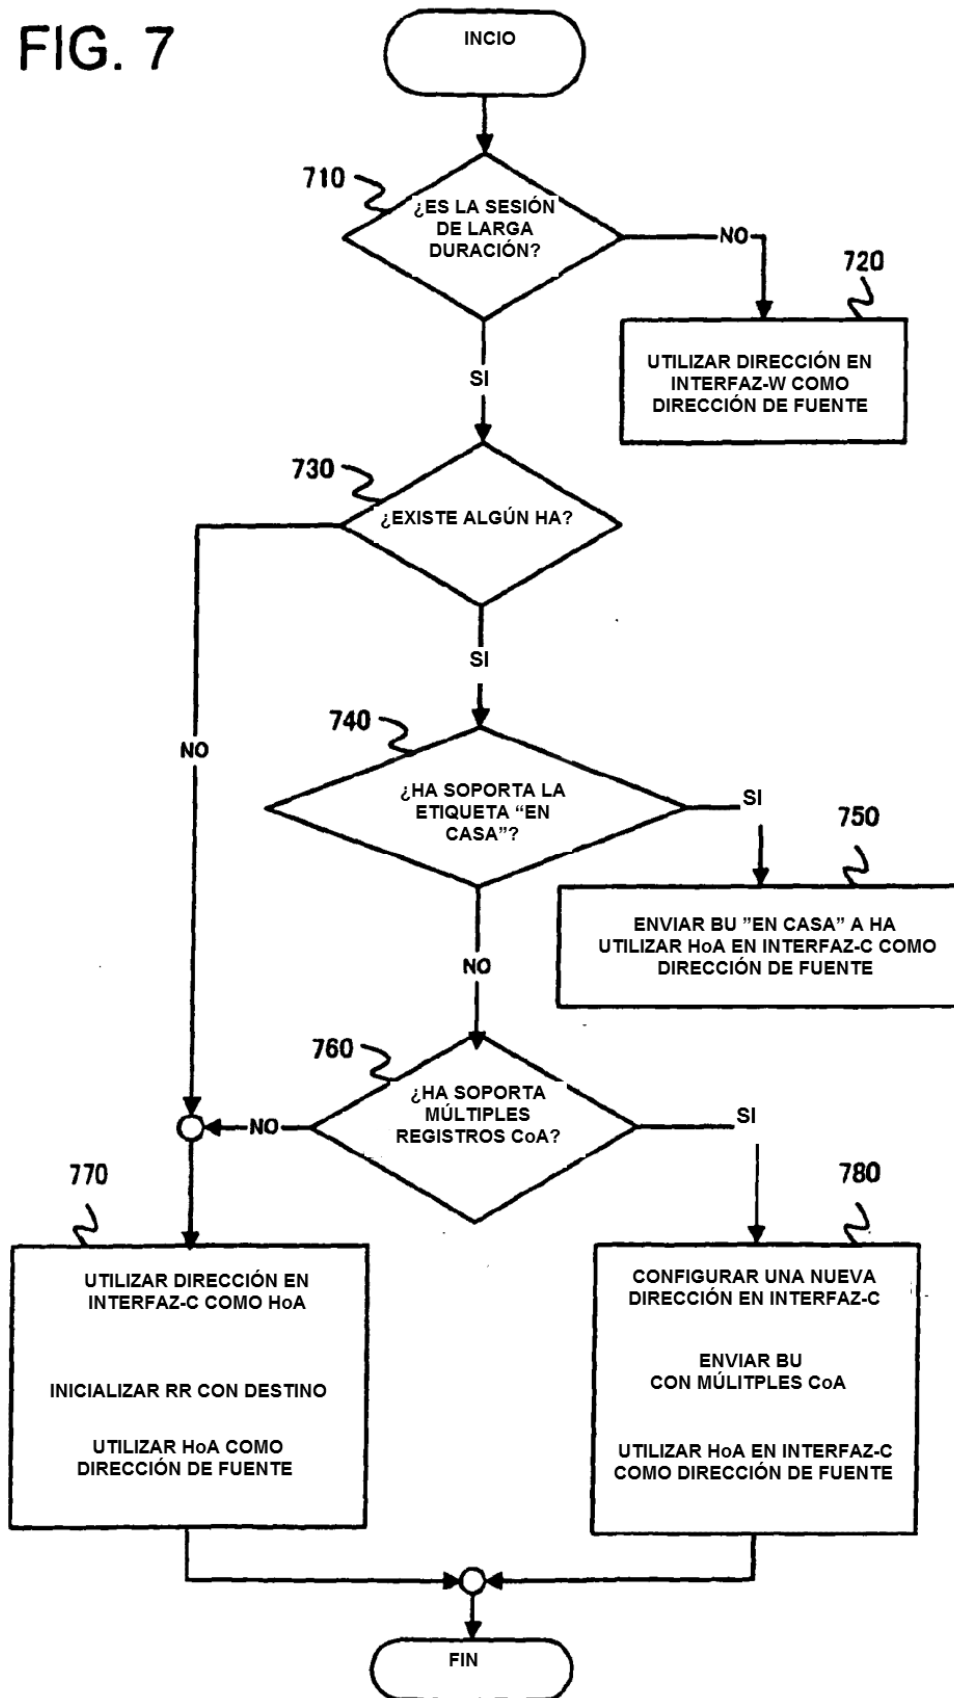 FIG. 7
INCIO
710
¿ES LA SESIÓN
DE LARGA
DURACIÓN?
NO
720
UTILIZAR DIRECCIÓN EN
INTERFAZ-W COMO
DIRECCIÓN DE FUENTE
SI
730
¿EXISTE ALGÚN HA?
SI
NO
740
¿HA SOPORTA LA
ETIQUETA “EN
CASA”?
SI
750
ENVIAR BU ”EN CASA” A HA
UTILIZAR HoA EN INTERFAZ-C COMO
DIRECCIÓN DE FUENTE
NO
760
¿HA SOPORTA
MÚLTIPLES
REGISTROS CoA?
NO
SI
770
UTILIZAR DIRECCIÓN EN
INTERFAZ-C COMO HoA
INICIALIZAR RR CON DESTINO
UTILIZAR HoA COMO
DIRECCIÓN DE FUENTE
780
CONFIGURAR UNA NUEVA
DIRECCIÓN EN INTERFAZ-C
ENVIAR BU
CON MÚLITPLES CoA
UTILIZAR HoA EN INTERFAZ-C
COMO DIRECCIÓN DE FUENTE
FIN